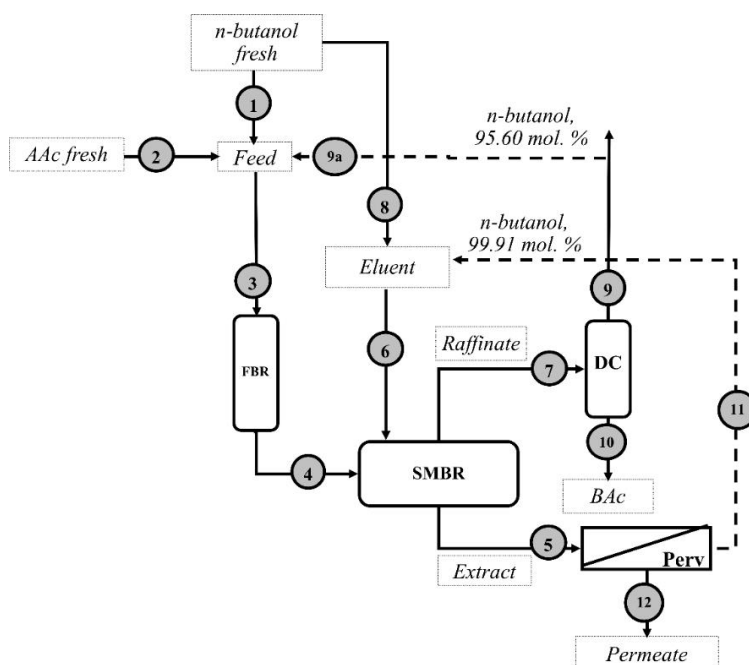 n-butanol
fresh
1
n-butanol,
95.60 mol. %
AAc fresh
2
Feed
9a
8
n-butanol,
99.91 mol. %
Eluent
3
9
6
Raffinate
7
FBR
DC
11
10
4
SMBR
BAc
5
Perv
Extract
12
Permeate